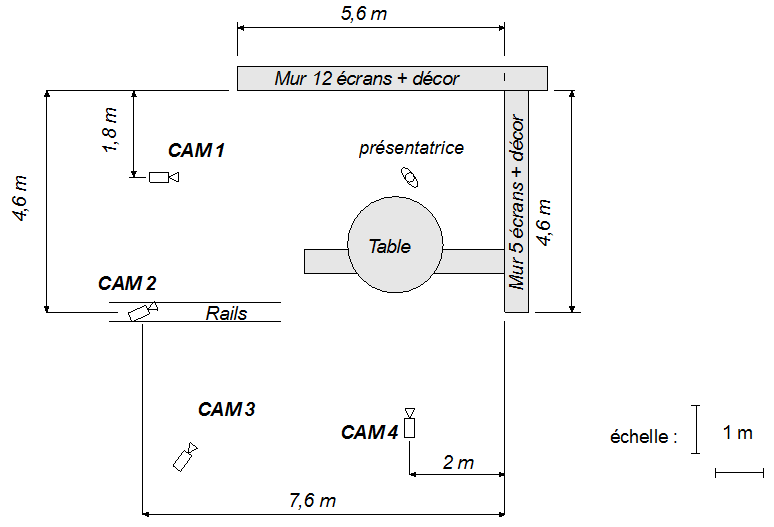 5,6 m
Mur 12 écrans + décor
1,8 m
CAM 1
présentatrice
4,6 m
Mur 5 écrans + décor
4,6 m
Table
CAM 2
Rails
CAM 3
CAM 4
échelle :
1 m
2 m
7,6 m